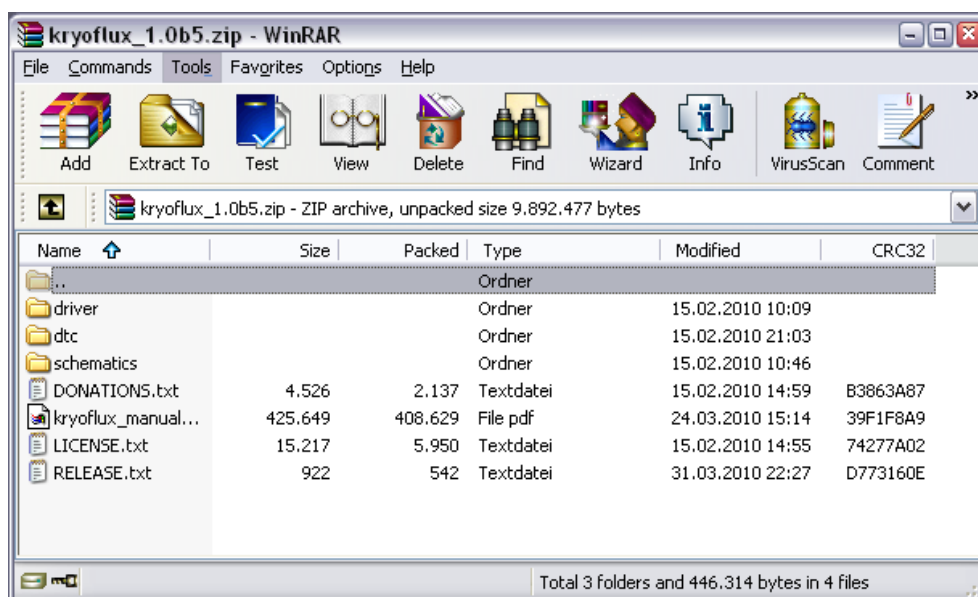 kryoflux_1.0b5.zip - WinRAR
File Commands Tools Favorites Options Help
Add Extract To Test View Delete Find Wizard Info VirusScan Comment
kryoflux_1.0b5.zip - ZIP archive, unpacked size 9.892.477 bytes
Name Size Packed Type Modified CRC32
.. Ordner
driver Ordner 15.02.2010 10:09
dtc Ordner 15.02.2010 21:03
schematics Ordner 15.02.2010 10:46
DONATIONS.txt 4.526 2.137 Textdatei 15.02.2010 14:59 B3863A87
kryoflux_manual... 425.649 408.629 File pdf 24.03.2010 15:14 39F1F8A9
LICENSE.txt 15.217 5.950 Textdatei 15.02.2010 14:55 74277A02
RELEASE.txt 922 542 Textdatei 31.03.2010 22:27 D773160E
Total 3 folders and 446.314 bytes in 4 files